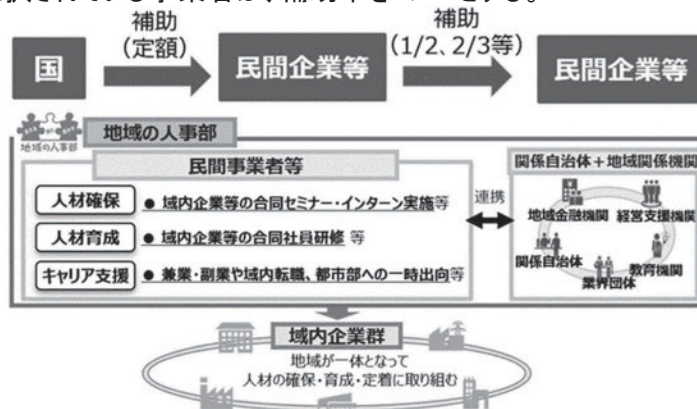 補助
(定額)
補助
(1/2、2/3等)
国
民間企業等
民間企業等
地域の人事部
地域の人事部
民間事業者等
人材確保
● 域内企業等の合同セミナー・インターン実施等
人材育成
● 域内企業等の合同社員研修 等
キャリア支援
● 兼業・副業や域内転職、都市部への一時出向等
連携
関係自治体+地域関係機関
地域金融機関
経営支援機関
関係自治体
教育機関
業界団体
域内企業群
地域が一体となって
人材の確保・育成・定着に取り組む